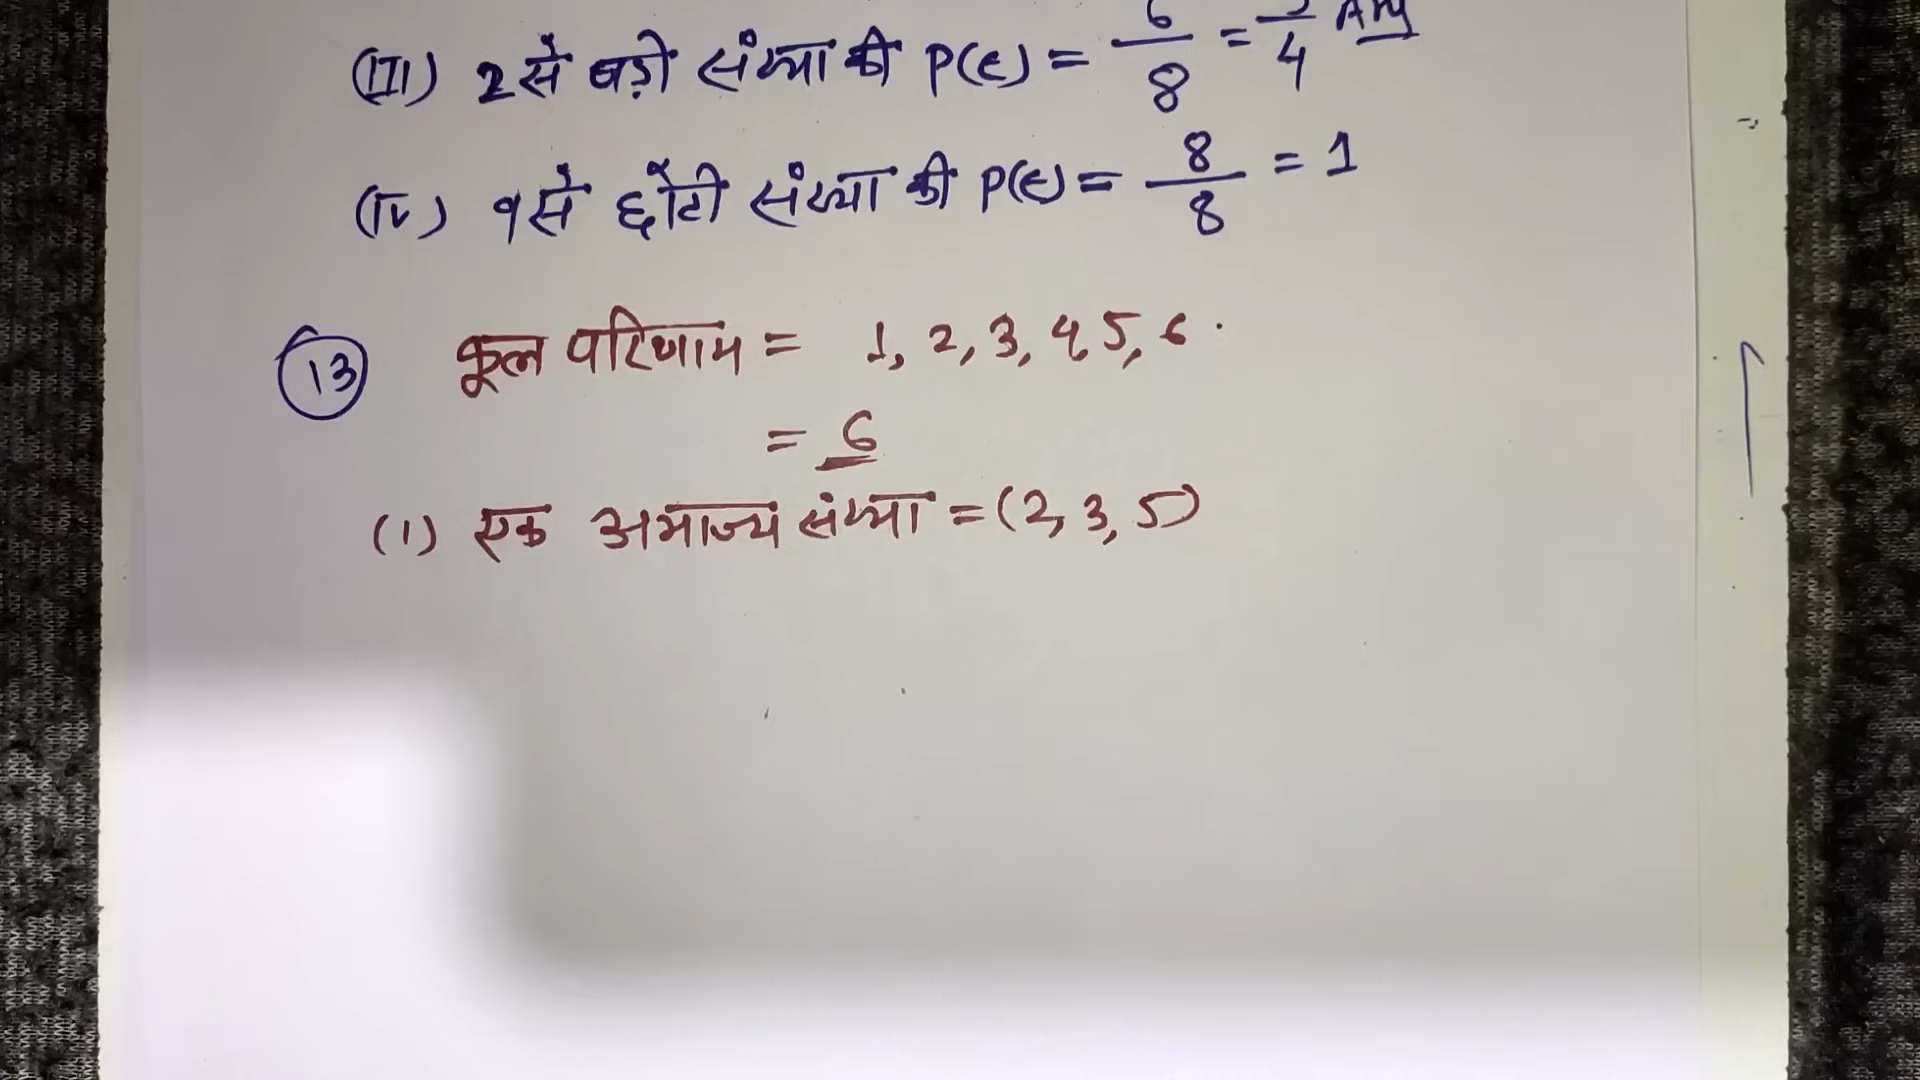 (III) 2 से बड़ी संख्या की P(E) = 6/8 = 3/4 Ans
(IV) 9 से छोटी संख्या की P(E) = 8/8 = 1
13 कूल परिणाम = 1, 2, 3, 4, 5, 6.
= 6
(1) एक अभाज्य संख्या = (2, 3, 5)